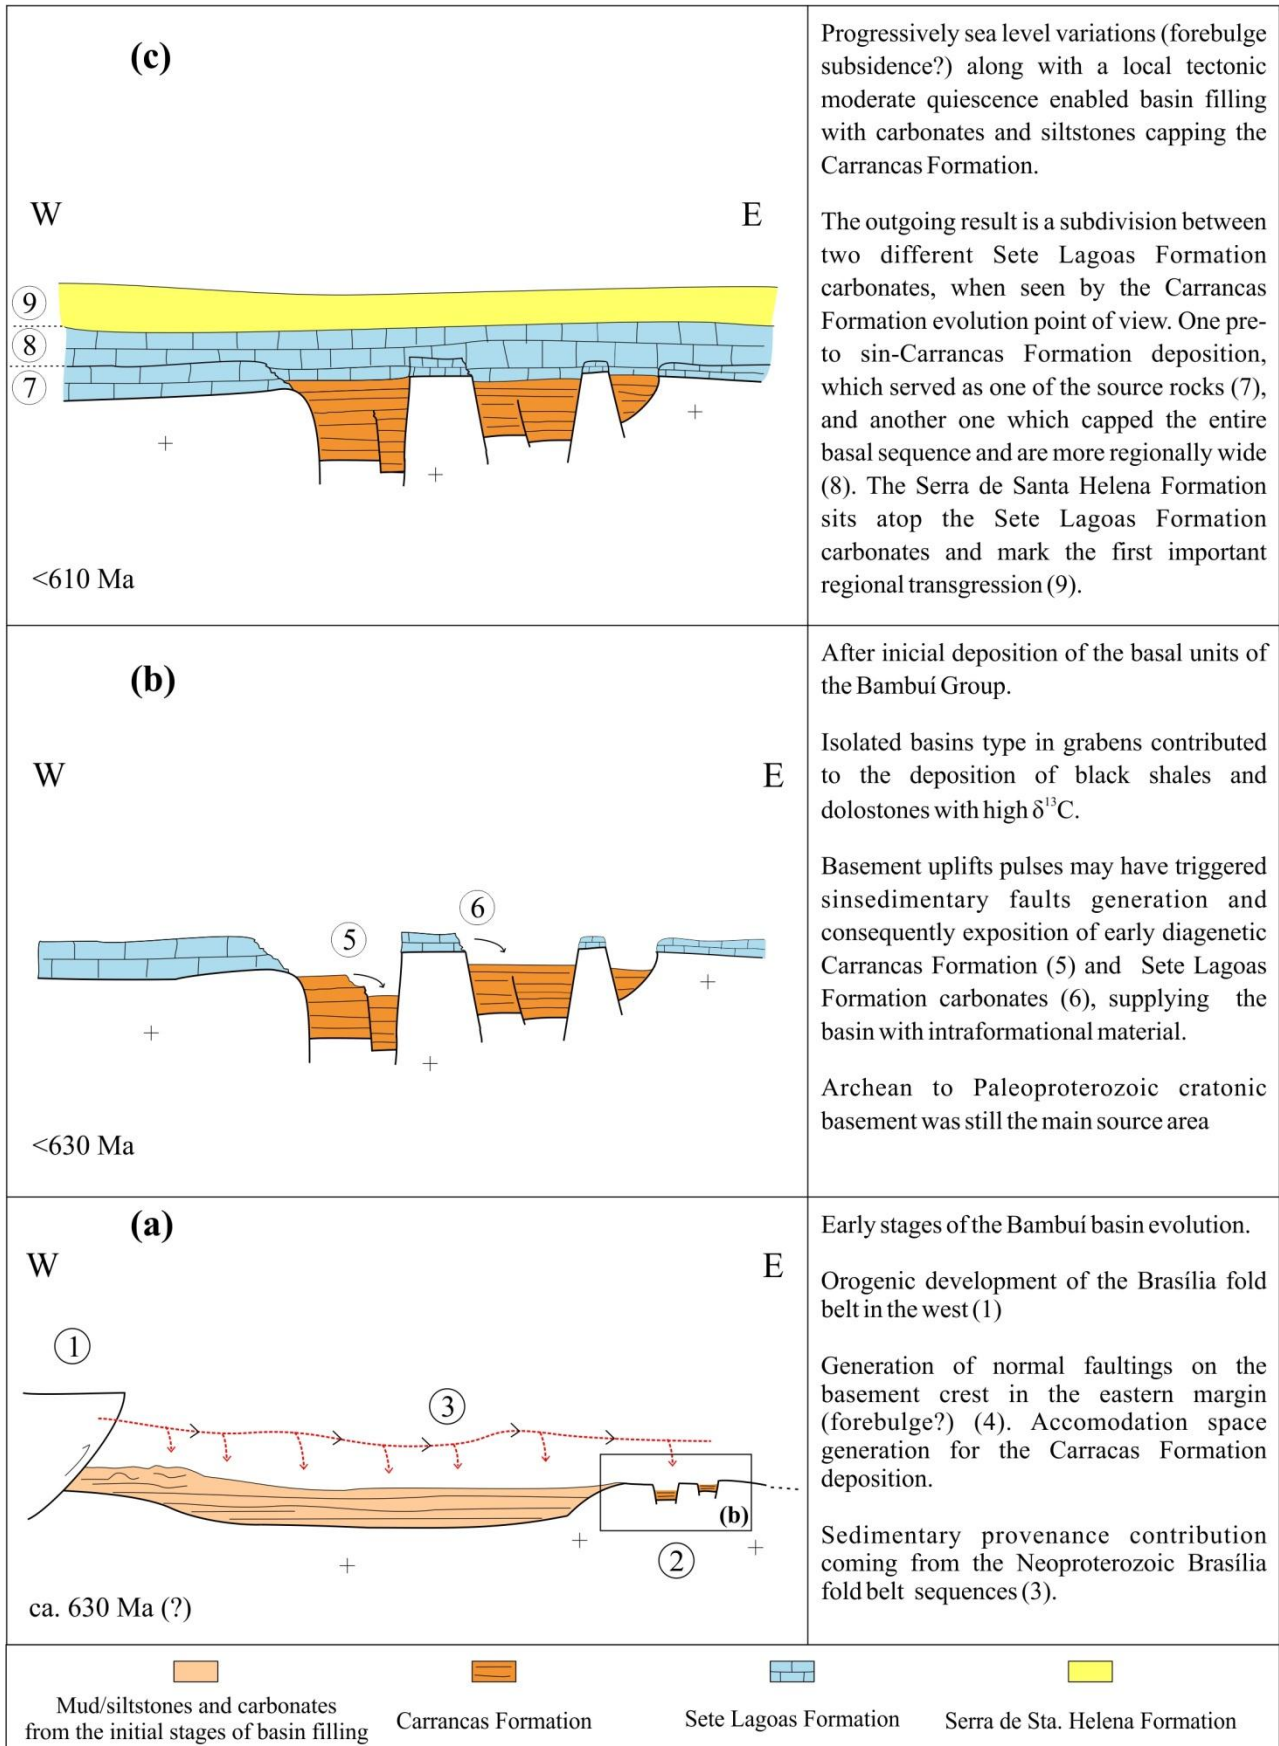 (c)
W
E
9
8
7
<610 Ma
Progressively sea level variations (forebulge
subsidence?) along with a local tectonic
moderate quiescence enabled basin filling
with carbonates and siltstones capping the
Carrancas Formation.
The outgoing result is a subdivision between
two different Sete Lagoas Formation
carbonates, when seen by the Carrancas
Formation evolution point of view. One pre-
to sin-Carrancas Formation deposition,
which served as one of the source rocks (7),
and another one which capped the entire
basal sequence and are more regionally wide
(8). The Serra de Santa Helena Formation
sits atop the Sete Lagoas Formation
carbonates and mark the first important
regional transgression (9).
(b)
W
E
5
6
<630 Ma
After inicial deposition of the basal units of
the Bambuí Group.
Isolated basins type in grabens contributed
to the deposition of black shales and
dolostones with high δ¹³C.
Basement uplifts pulses may have triggered
sinsedimentary faults generation and
consequently exposition of early diagenetic
Carrancas Formation (5) and Sete Lagoas
Formation carbonates (6), supplying the
basin with intraformational material.
Archean to Paleoproterozoic cratonic
basement was still the main source area
(a)
W
E
1
3
(b)
2
ca. 630 Ma (?)
Early stages of the Bambuí basin evolution.
Orogenic development of the Brasília fold
belt in the west (1)
Generation of normal faultings on the
basement crest in the eastern margin
(forebulge?) (4). Accomodation space
generation for the Carracas Formation
deposition.
Sedimentary provenance contribution
coming from the Neoproterozoic Brasília
fold belt sequences (3).
Mud/siltstones and carbonates
from the initial stages of basin filling
Carrancas Formation
Sete Lagoas Formation
Serra de Sta. Helena Formation